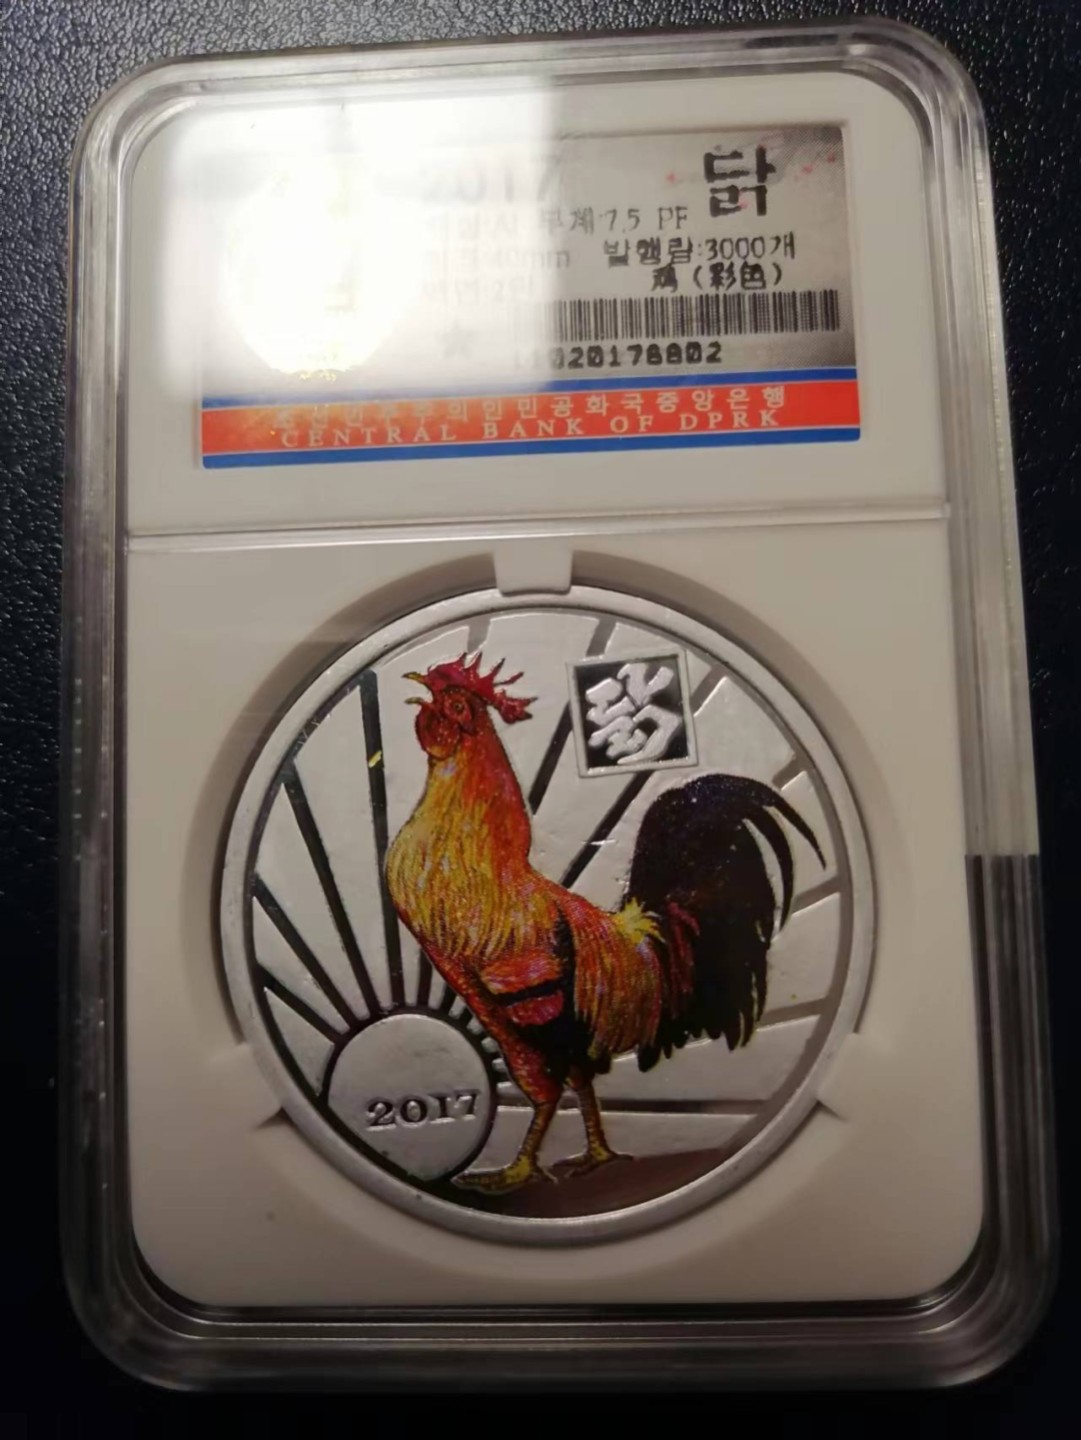 2017
닭
무게 7.5 PF
40mm 발행량:3000개
鸡 (彩色)
020178802
조선민주주의인민공화국중앙은행
CENTRAL BANK OF DPRK
2017